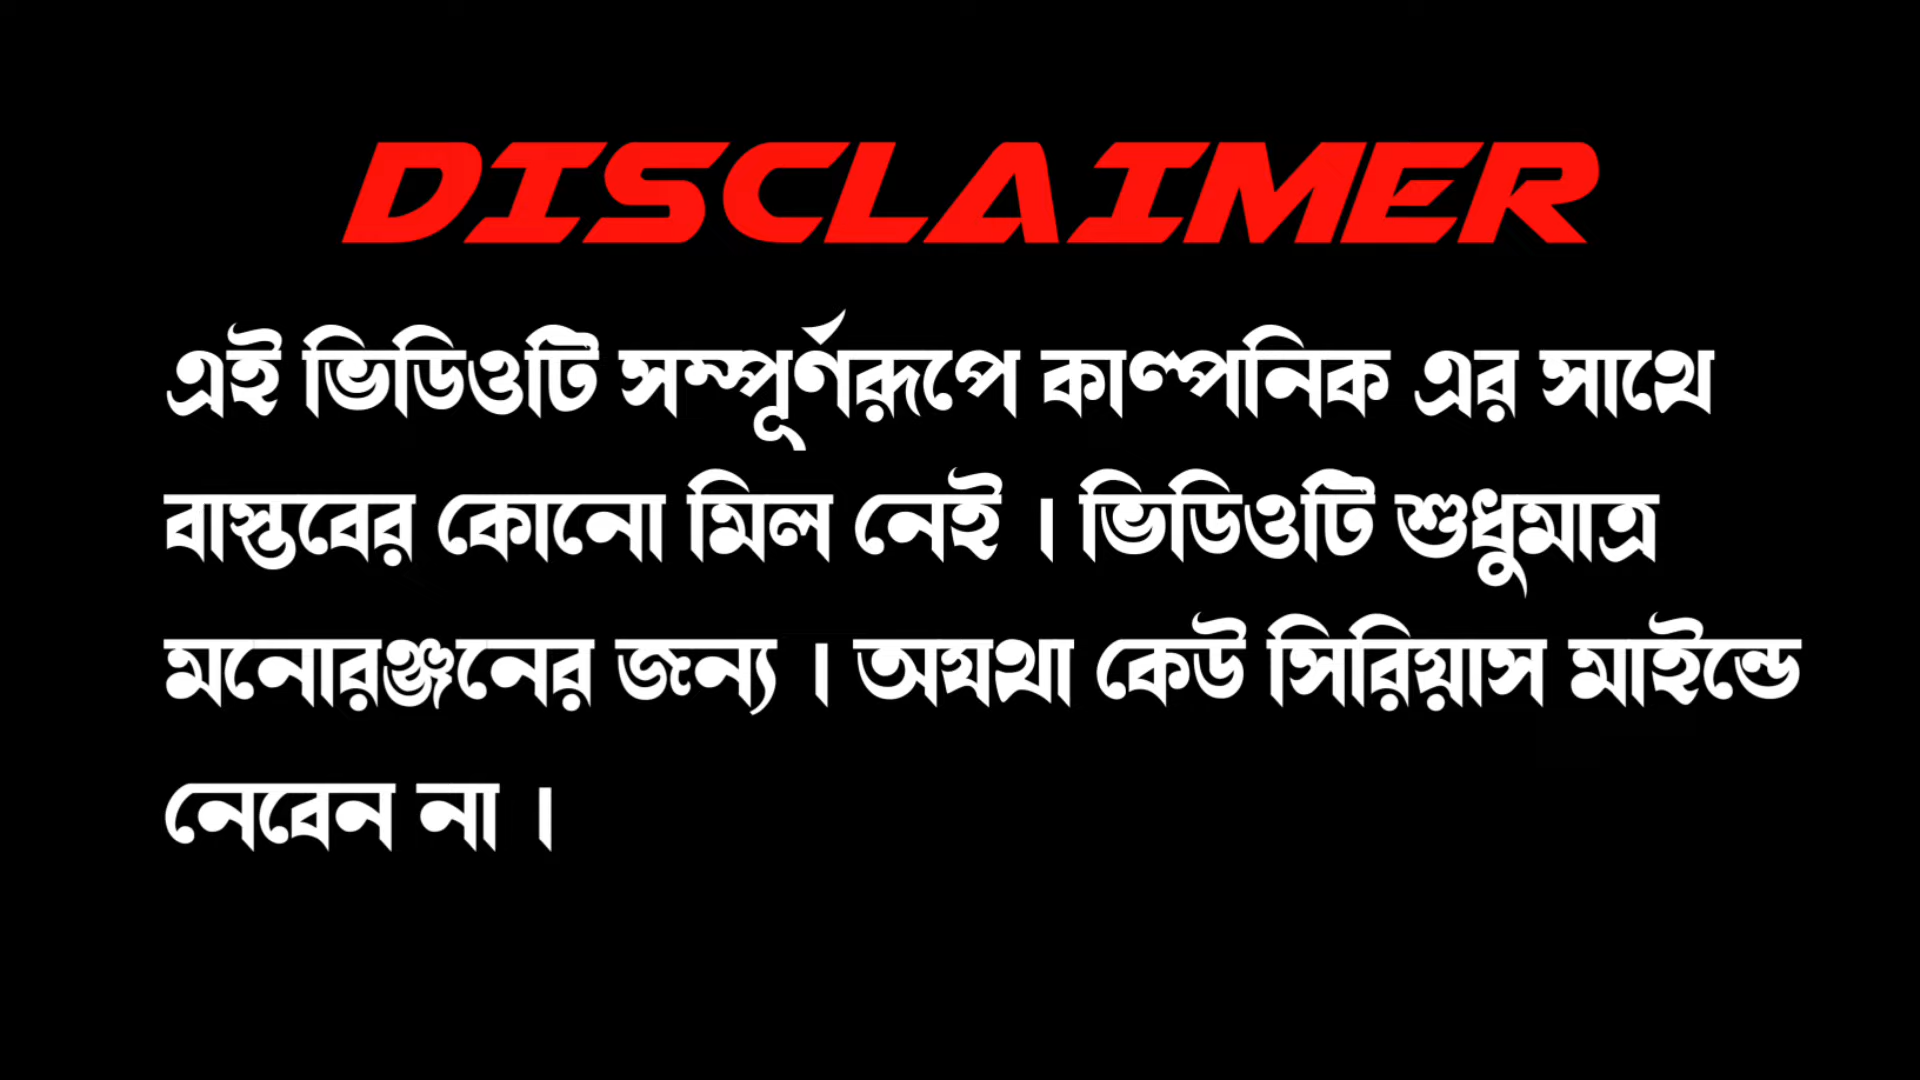 DISCLAIMER
এই ভিডিওটি সম্পূর্ণরূপে কাল্পনিক এর সাথে
বাস্তবের কোনো মিল নেই । ভিডিওটি শুধুমাত্র
মনোরঞ্জনের জন্য । অযথা কেউ সিরিয়াস মাইন্ডে
নেবেন না ।